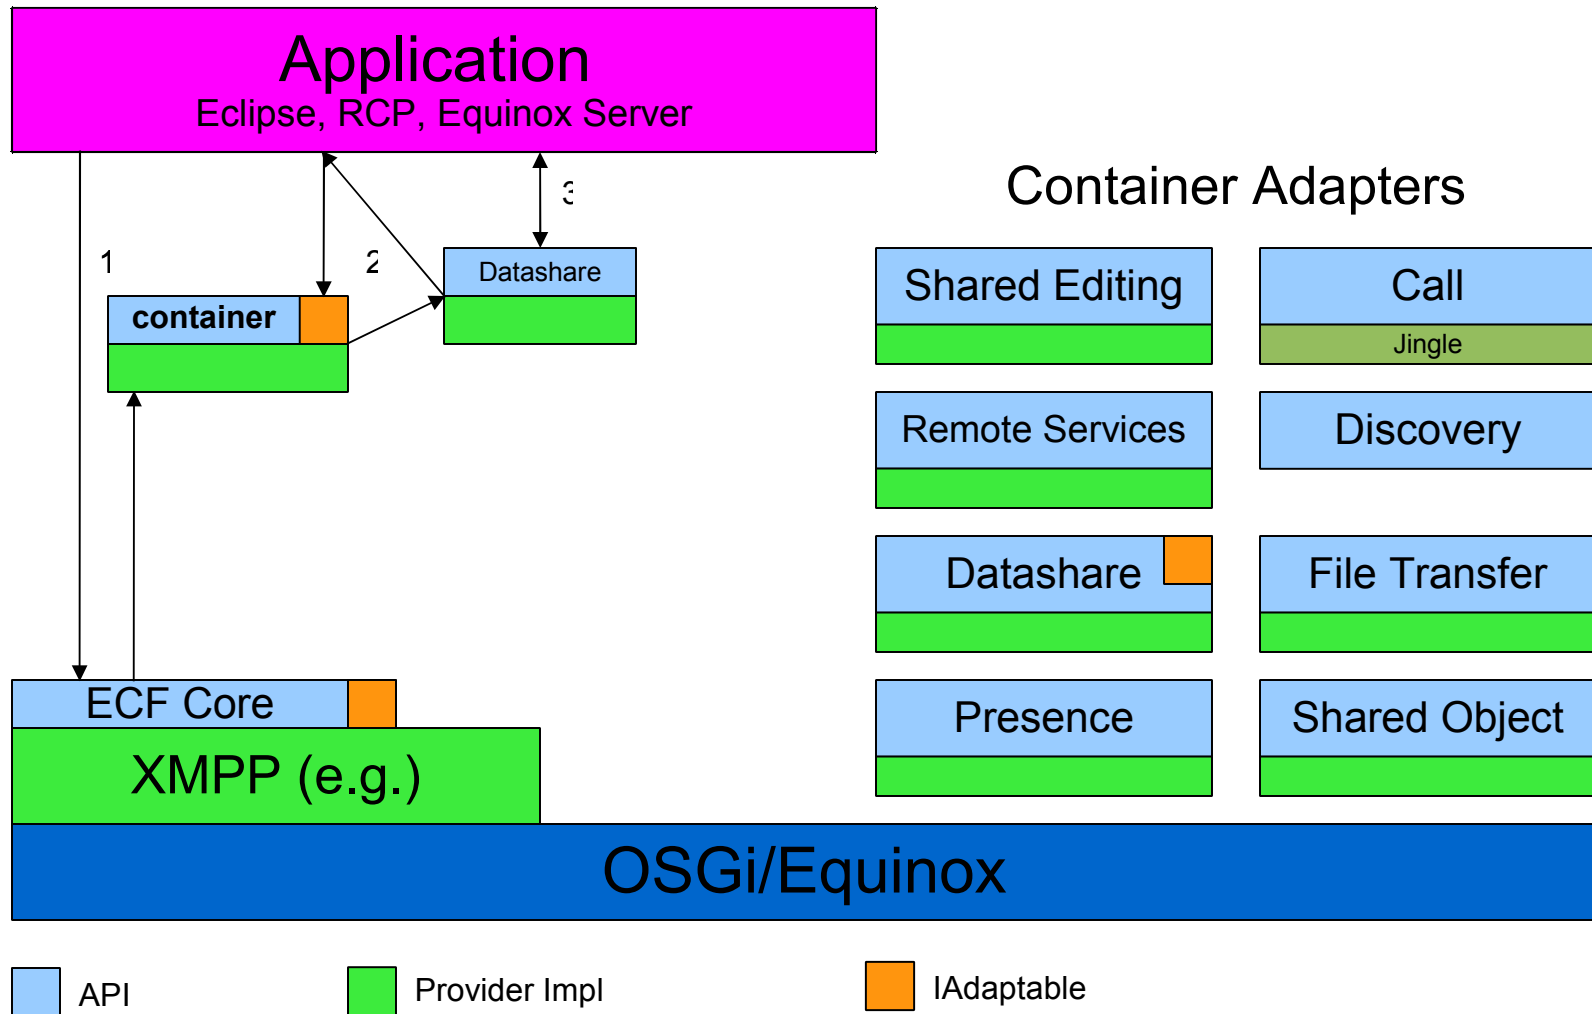 Application
Eclipse, RCP, Equinox Server
3
Container Adapters
1
2
Datashare
container
Shared Editing
Call
Jingle
Remote Services
Discovery
Datashare
File Transfer
ECF Core
Presence
Shared Object
XMPP (e.g.)
OSGi/Equinox
API
Provider Impl
IAdaptable